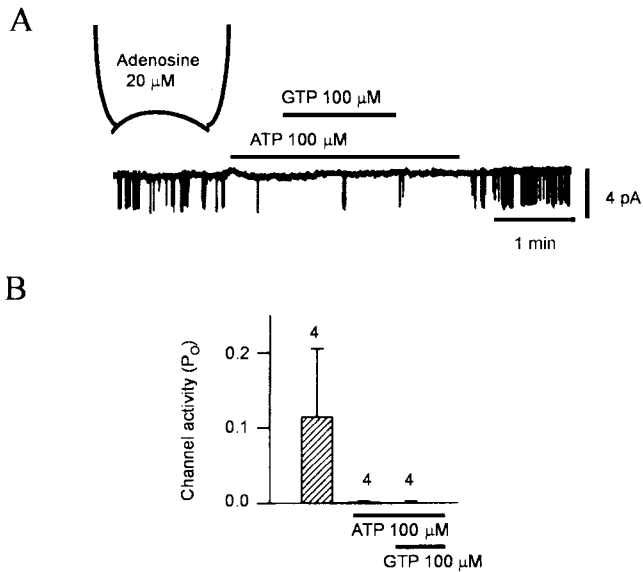 A
Adenosine
20 µM
GTP 100 µM
ATP 100 µM
4 pA
1 min
B
Channel activity (PO)
0.2
0.1
0.0
4
4
4
ATP 100 µM
GTP 100 µM